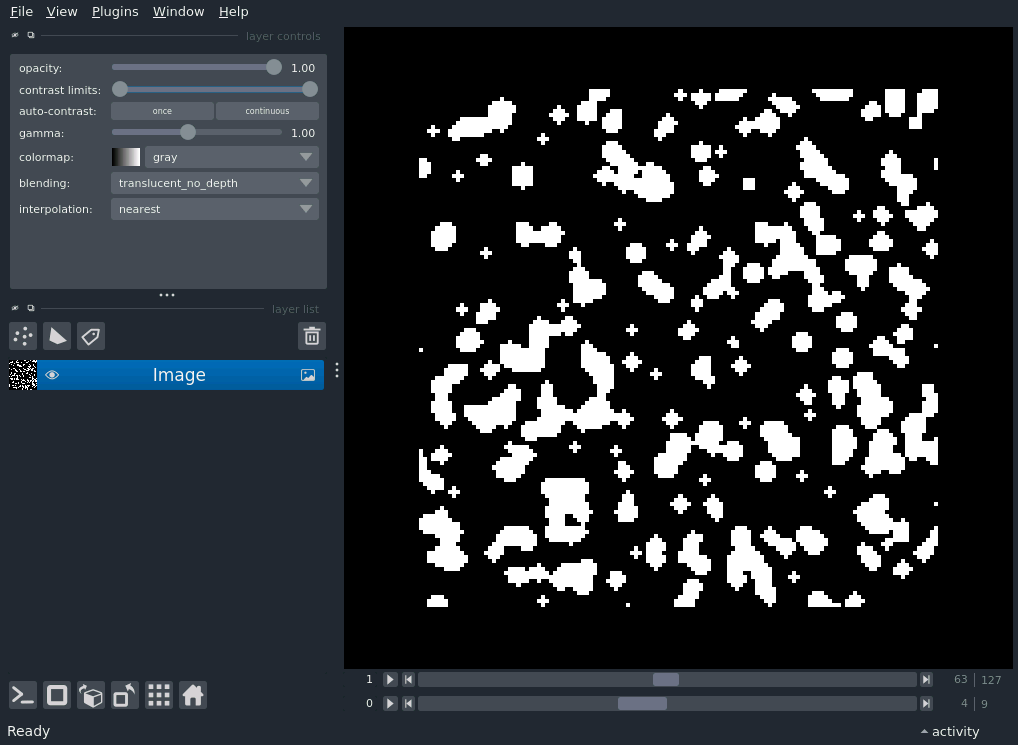 File View Plugins Window Help
layer controls
opacity: 1.00
contrast limits:
auto-contrast: once continuous
gamma: 1.00
colormap: gray
blending: translucent_no_depth
interpolation: nearest
layer list
Image
1 63 127
0 4 9
Ready activity